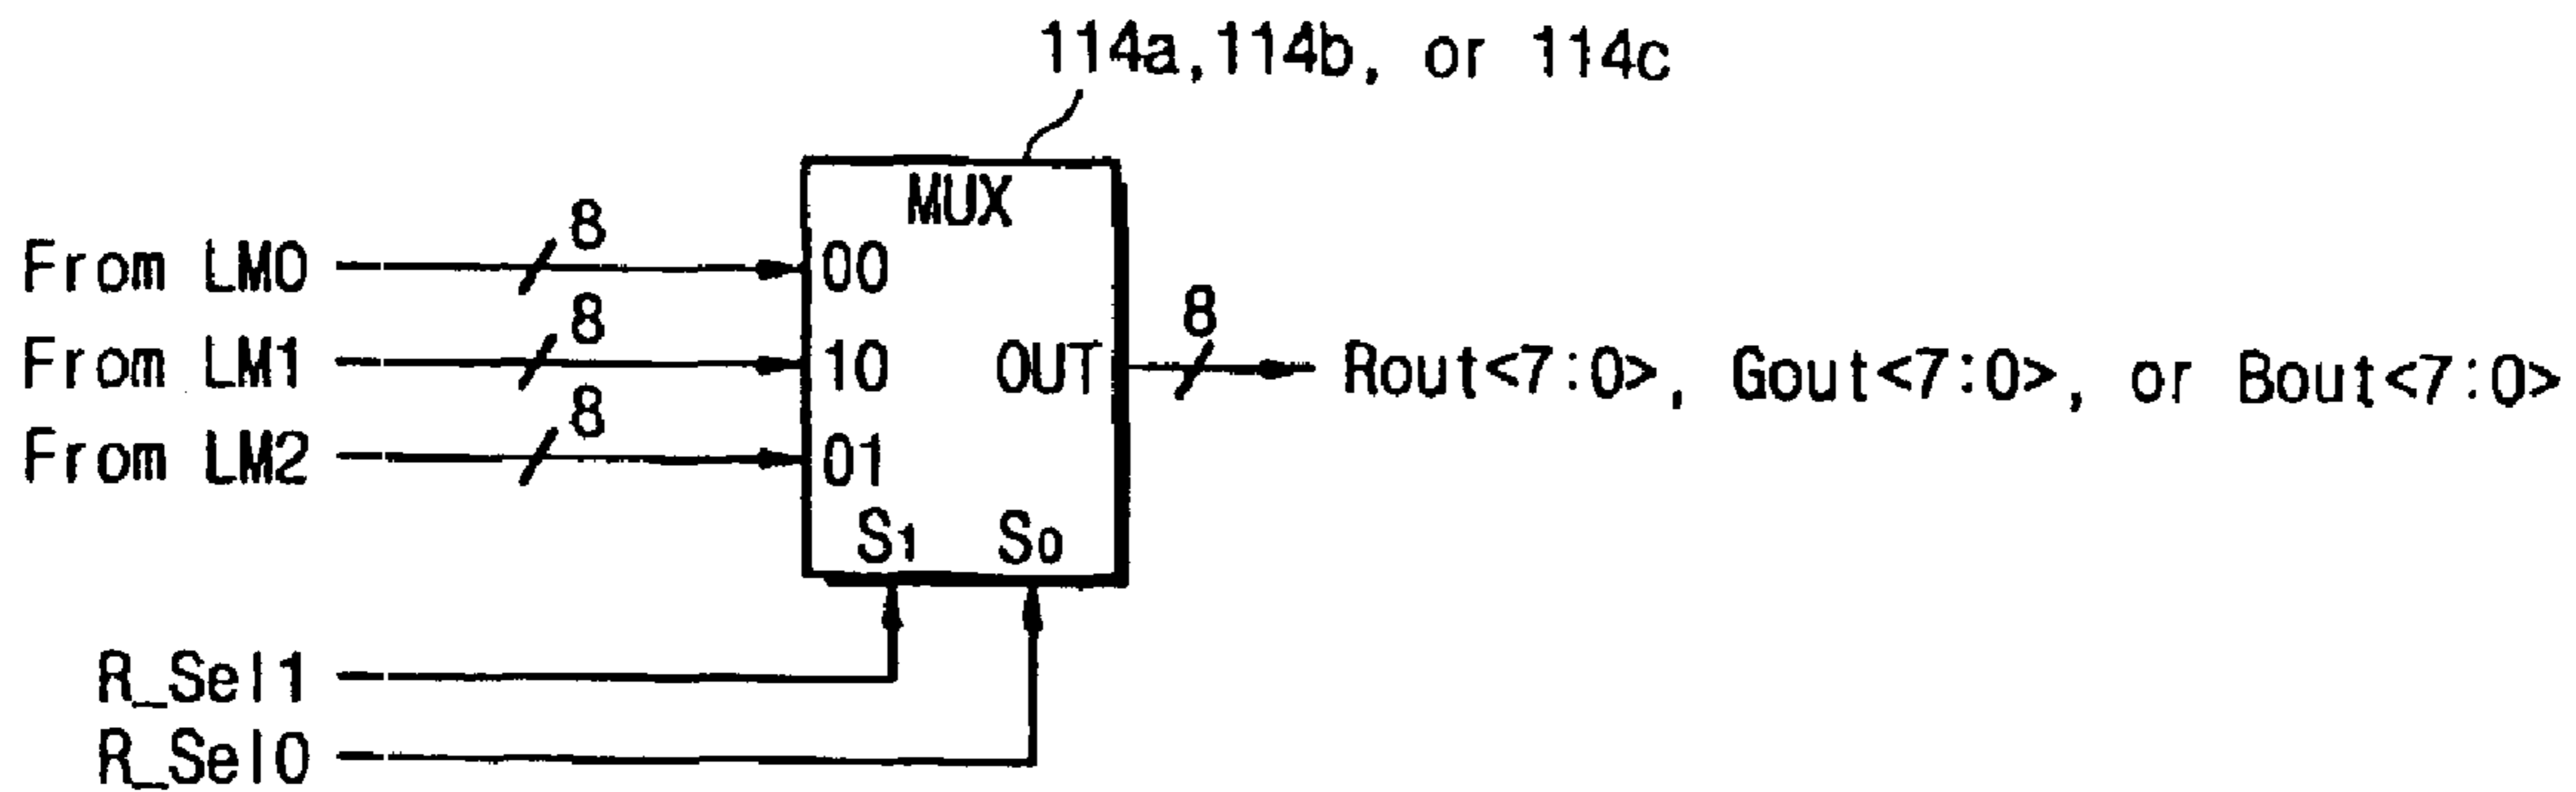 114a,114b, or 114c
MUX
From LM0 8 00
From LM1 8 10 OUT 8 Rout<7:0>, Gout<7:0>, or Bout<7:0>
From LM2 8 01
S1 S0
R_Sel1
R_Sel0